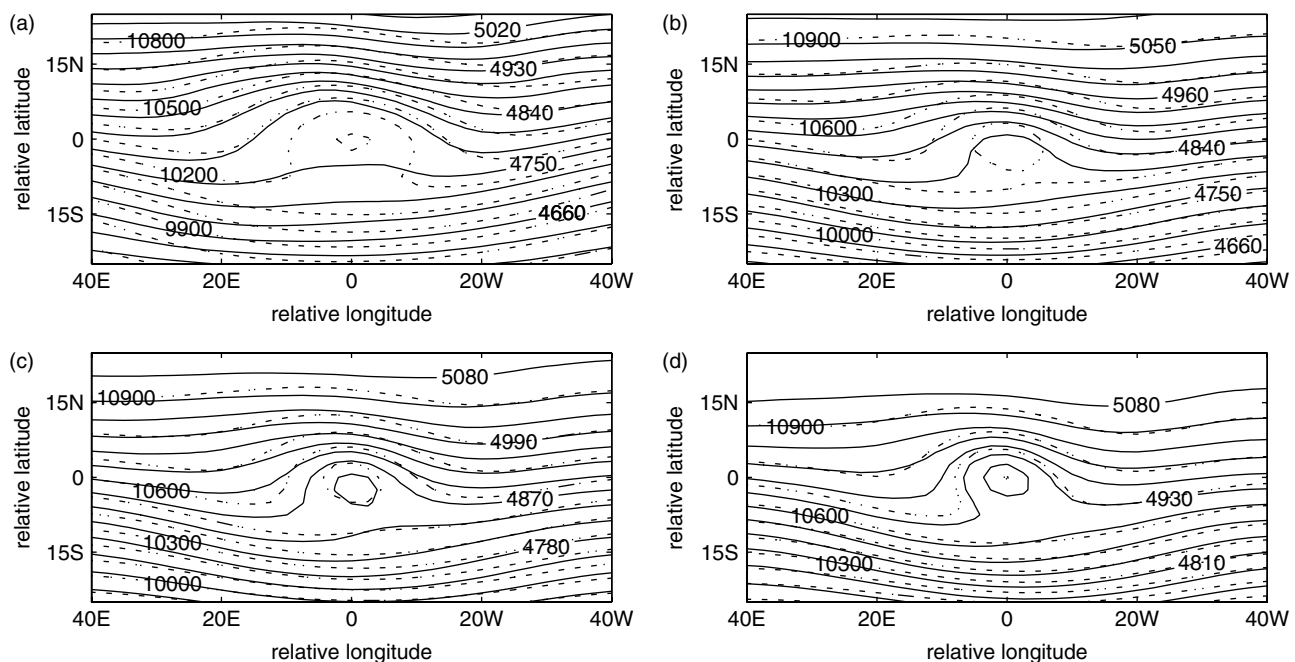 (a)
relative latitude
15N
0
15S
10800
10500
10200
9900
5020
4930
4840
4750
4660
40E
20E
0
20W
40W
relative longitude
(b)
relative latitude
15N
0
15S
10900
10600
10300
10000
5050
4960
4840
4750
4660
40E
20E
0
20W
40W
relative longitude
(c)
relative latitude
15N
0
15S
10900
10600
10300
10000
5080
4990
4870
4780
40E
20E
0
20W
40W
relative longitude
(d)
relative latitude
15N
0
15S
10900
10600
10300
5080
4930
4810
40E
20E
0
20W
40W
relative longitude